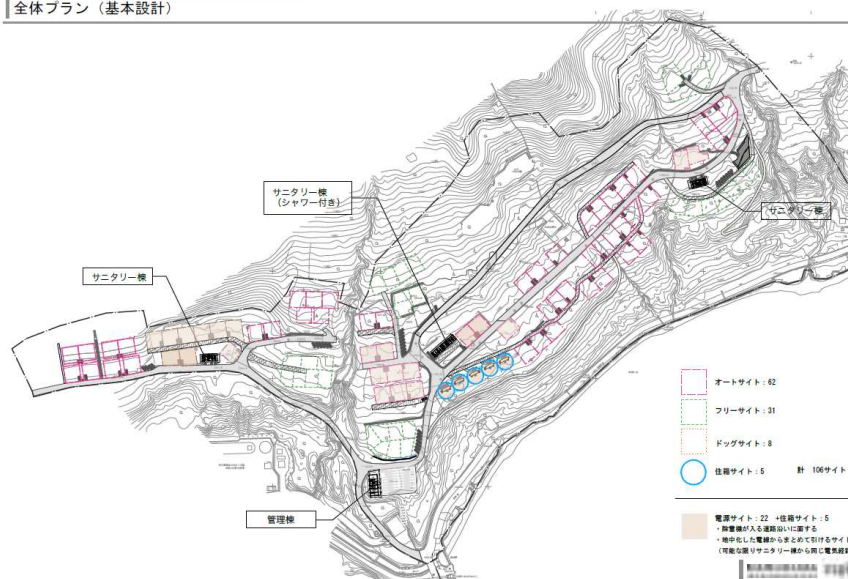 全体プラン（基本設計）
サニタリー棟
（シャワー付き）
サニタリー棟
サニタリー棟
管理棟
オートサイト：62
フリーサイト：31
ドッグサイト：8
住箱サイト：5
計 106サイト
電源サイト：22 +住箱サイト：5
・除雪機が入る道路沿いに面する
・地中化した電線からまとめて引けるサイト
（可能な限りサニタリー棟から同じ電気経路